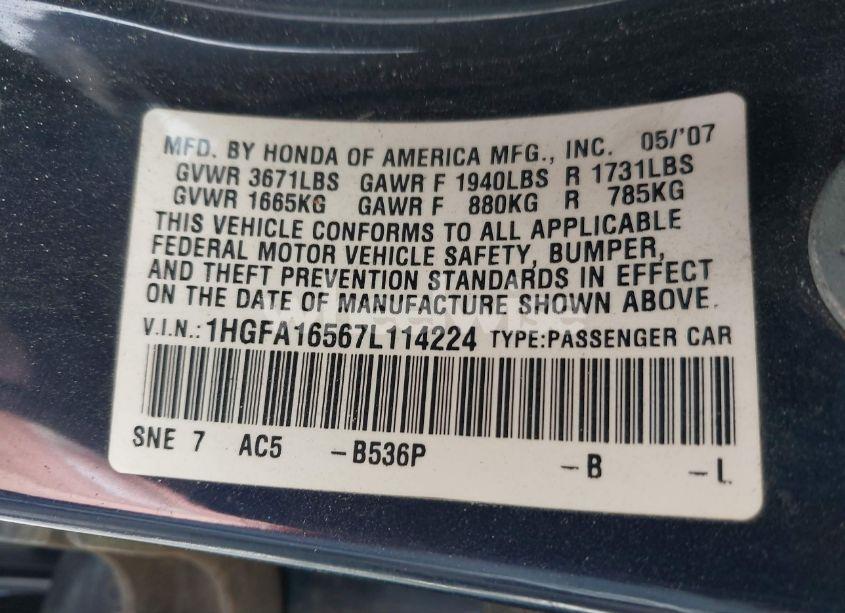 MFD. BY HONDA OF AMERICA MFG., INC. 05/'07
GVWR 3671LBS GAWR F 1940LBS R 1731LBS
GVWR 1665KG GAWR F 880KG R 785KG
THIS VEHICLE CONFORMS TO ALL APPLICABLE
FEDERAL MOTOR VEHICLE SAFETY, BUMPER,
AND THEFT PREVENTION STANDARDS IN EFFECT
ON THE DATE OF MANUFACTURE SHOWN ABOVE.
V.I.N.: 1HGFA16567L114224 TYPE:PASSENGER CAR
SNE 7 AC5 -B536P -B -L